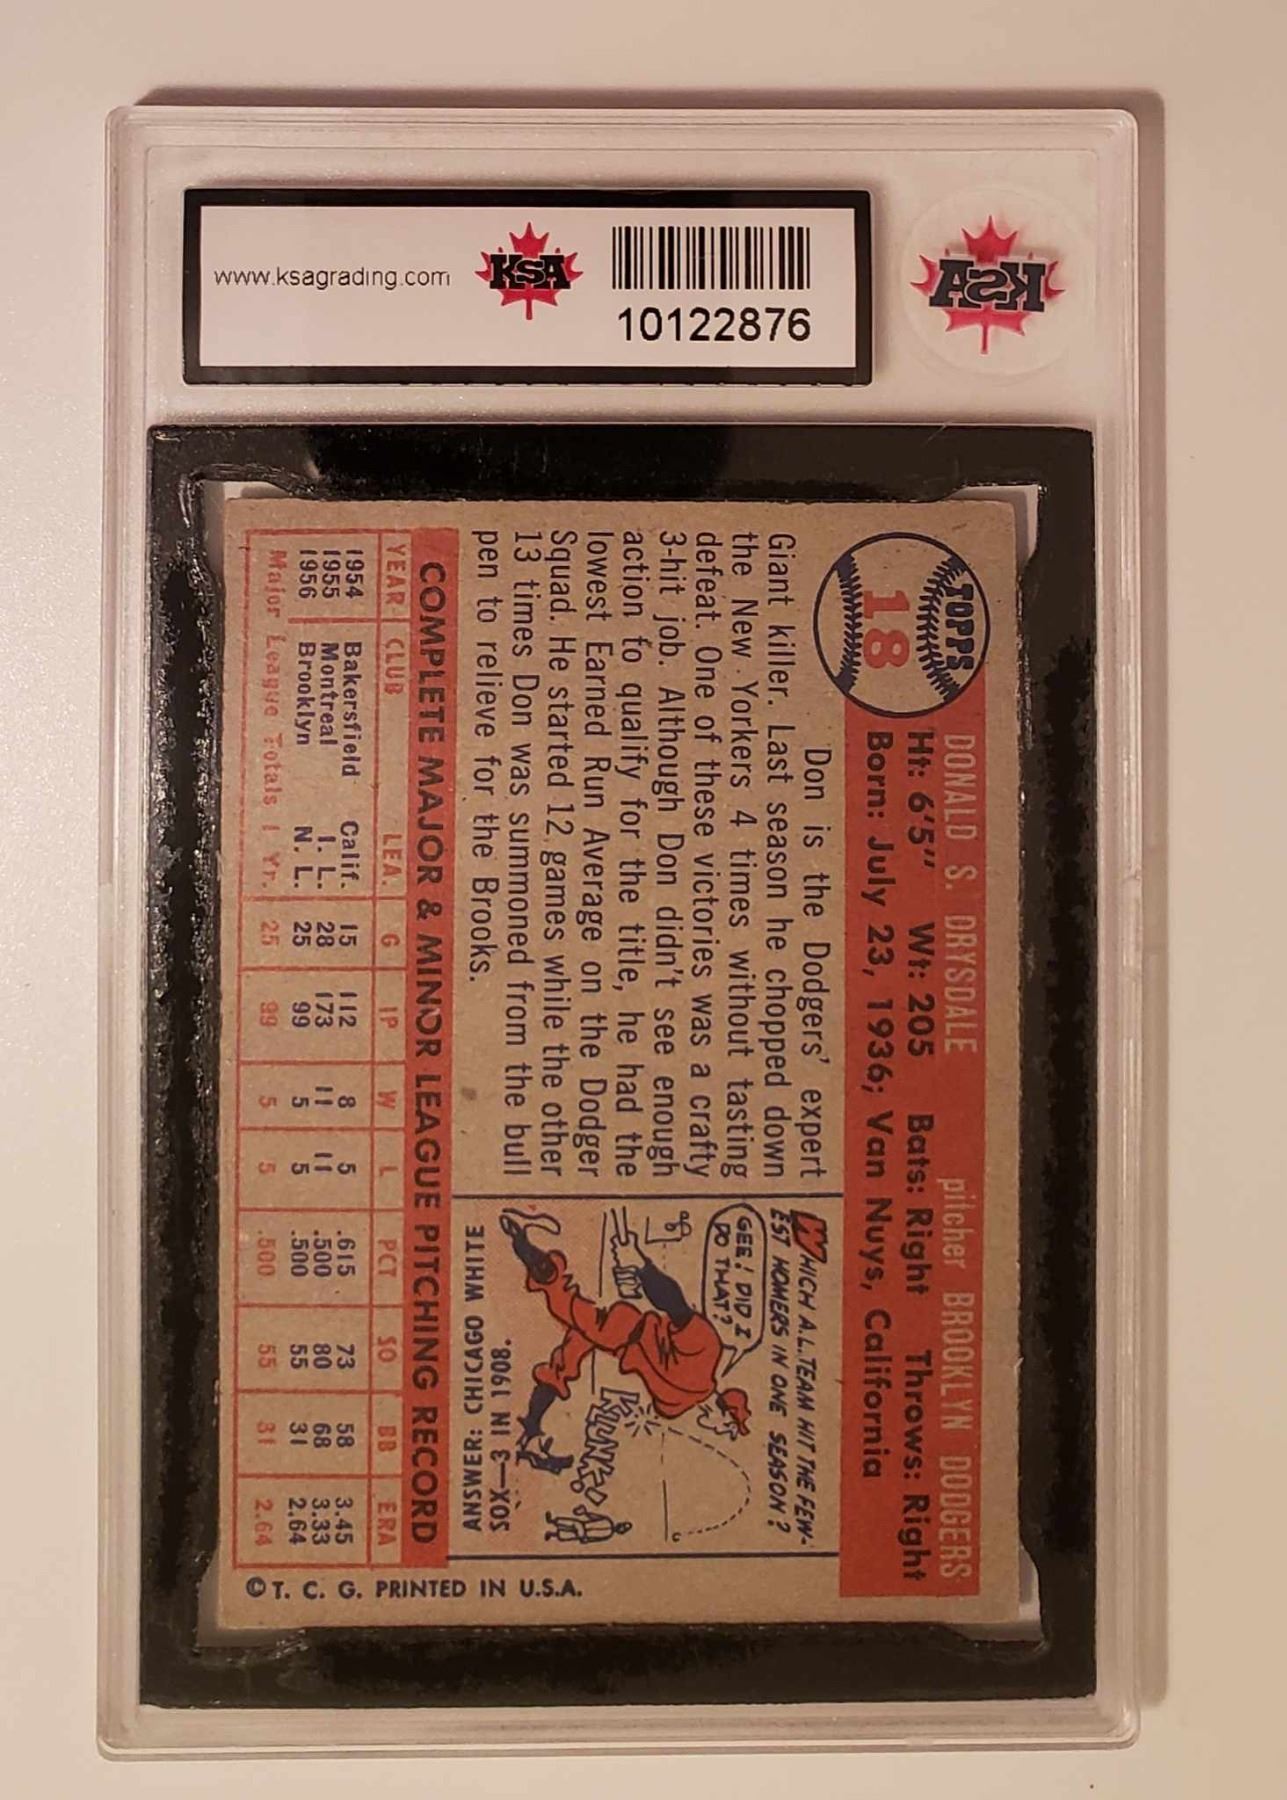 www.ksagrading.com
KSA
10122876
KSA
TOPPS
18
DONALD S. DRYSDALE pitcher BROOKLYN DODGERS
Ht: 6'5" Wt: 205 Bats: Right Throws: Right
Born: July 23, 1936; Van Nuys, California
Don is the Dodgers' expert
Giant killer. Last season he chopped down
the New Yorkers 4 times without tasting
defeat. One of these victories was a crafty
3-hit job. Although Don didn't see enough
action to qualify for the title, he had the
lowest Earned Run Average on the Dodger
Squad. He started 12 games while the other
13 times Don was summoned from the bull
pen to relieve for the Brooks.
WHICH A.L. TEAM HIT THE FEW-
EST HOMERS IN ONE SEASON?
GEE! DID I
DO THAT?
ANSWER: CHICAGO WHITE
SOX—3 IN 1908.
COMPLETE MAJOR & MINOR LEAGUE PITCHING RECORD
YEAR CLUB LEA. G IP W L PCT SO BB ERA
1954 Bakersfield Calif. 15 112 8 5 .615 73 58 3.45
1955 Montreal I. L. 28 173 11 11 .500 80 68 3.33
1956 Brooklyn N. L. 25 99 5 5 .500 55 31 2.64
Major League Totals 1 Yr. 25 99 5 5 .500 55 31 2.64
© T. C. G. PRINTED IN U.S.A.